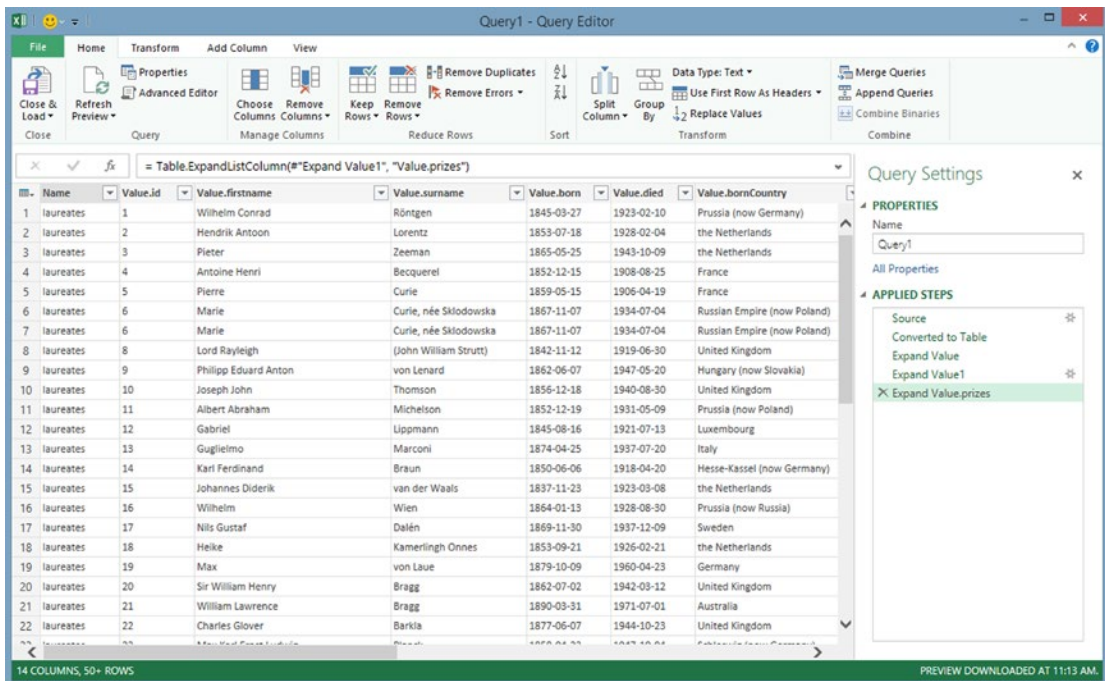 Query1 - Query Editor
File Home Transform Add Column View
Close & Load
Refresh Preview
Properties
Advanced Editor
Choose Columns
Remove Columns
Keep Rows
Remove Rows
Remove Duplicates
Remove Errors
Split Column
Group By
Data Type: Text
Use First Row As Headers
Replace Values
Merge Queries
Append Queries
Combine Binaries
Close Query Manage Columns Reduce Rows Sort Transform Combine
fx = Table.ExpandListColumn(#"Expand Value1", "Value.prizes")
Name Value.id Value.firstname Value.surname Value.born Value.died Value.bornCountry
1 laureates 1 Wilhelm Conrad Röntgen 1845-03-27 1923-02-10 Prussia (now Germany)
2 laureates 2 Hendrik Antoon Lorentz 1853-07-18 1928-02-04 the Netherlands
3 laureates 3 Pieter Zeeman 1865-05-25 1943-10-09 the Netherlands
4 laureates 4 Antoine Henri Becquerel 1852-12-15 1908-08-25 France
5 laureates 5 Pierre Curie 1859-05-15 1906-04-19 France
6 laureates 6 Marie Curie, née Sklodowska 1867-11-07 1934-07-04 Russian Empire (now Poland)
7 laureates 6 Marie Curie, née Sklodowska 1867-11-07 1934-07-04 Russian Empire (now Poland)
8 laureates 8 Lord Rayleigh (John William Strutt) 1842-11-12 1919-06-30 United Kingdom
9 laureates 9 Philipp Eduard Anton von Lenard 1862-06-07 1947-05-20 Hungary (now Slovakia)
10 laureates 10 Joseph John Thomson 1856-12-18 1940-08-30 United Kingdom
11 laureates 11 Albert Abraham Michelson 1852-12-19 1931-05-09 Prussia (now Poland)
12 laureates 12 Gabriel Lippmann 1845-08-16 1921-07-13 Luxembourg
13 laureates 13 Guglielmo Marconi 1874-04-25 1937-07-20 Italy
14 laureates 14 Karl Ferdinand Braun 1850-06-06 1918-04-20 Hesse-Kassel (now Germany)
15 laureates 15 Johannes Diderik van der Waals 1837-11-23 1923-03-08 the Netherlands
16 laureates 16 Wilhelm Wien 1864-01-13 1928-08-30 Prussia (now Russia)
17 laureates 17 Nils Gustaf Dalén 1869-11-30 1937-12-09 Sweden
18 laureates 18 Heike Kamerlingh Onnes 1853-09-21 1926-02-21 the Netherlands
19 laureates 19 Max von Laue 1879-10-09 1960-04-23 Germany
20 laureates 20 Sir William Henry Bragg 1862-07-02 1942-03-12 United Kingdom
21 laureates 21 William Lawrence Bragg 1890-03-31 1971-07-01 Australia
22 laureates 22 Charles Glover Barkla 1877-06-07 1944-10-23 United Kingdom
Query Settings
PROPERTIES
Name
Query1
All Properties
APPLIED STEPS
Source
Converted to Table
Expand Value
Expand Value1
Expand Value.prizes
14 COLUMNS, 50+ ROWS
PREVIEW DOWNLOADED AT 11:13 AM.